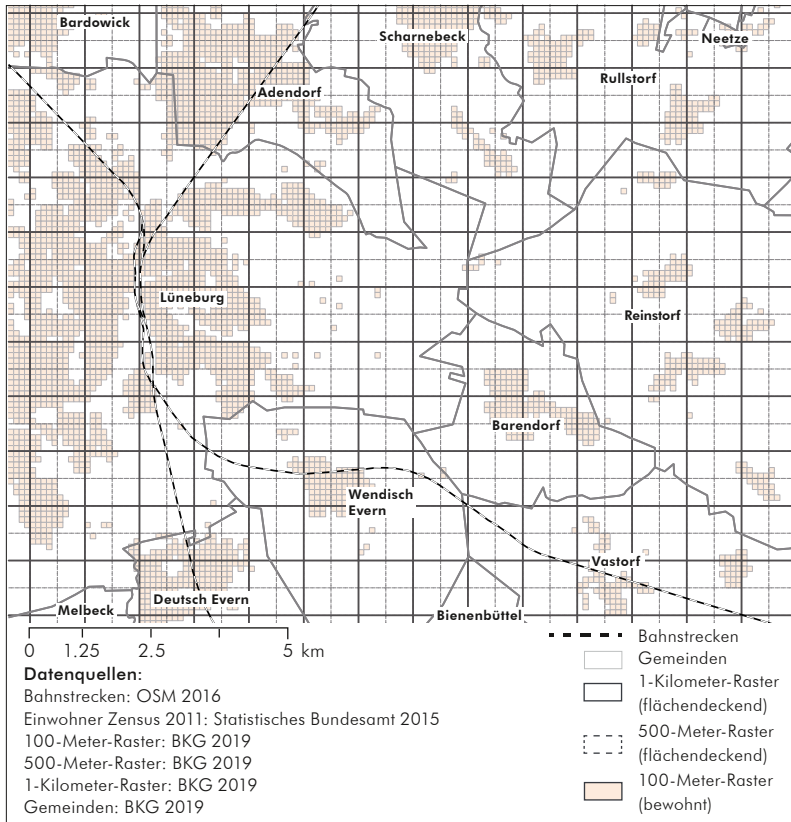 Bardowick
Scharnebeck
Neetze
Rullstorf
Adendorf
Lüneburg
Reinstorf
Barendorf
Wendisch
Evern
Vastorf
Deutsch Evern
Melbeck
Bienenbüttel
0 1.25 2.5 5 km
Datenquellen:
Bahnstrecken: OSM 2016
Einwohner Zensus 2011: Statistisches Bundesamt 2015
100-Meter-Raster: BKG 2019
500-Meter-Raster: BKG 2019
1-Kilometer-Raster: BKG 2019
Gemeinden: BKG 2019
Bahnstrecken
Gemeinden
1-Kilometer-Raster
(flächendeckend)
500-Meter-Raster
(flächendeckend)
100-Meter-Raster
(bewohnt)